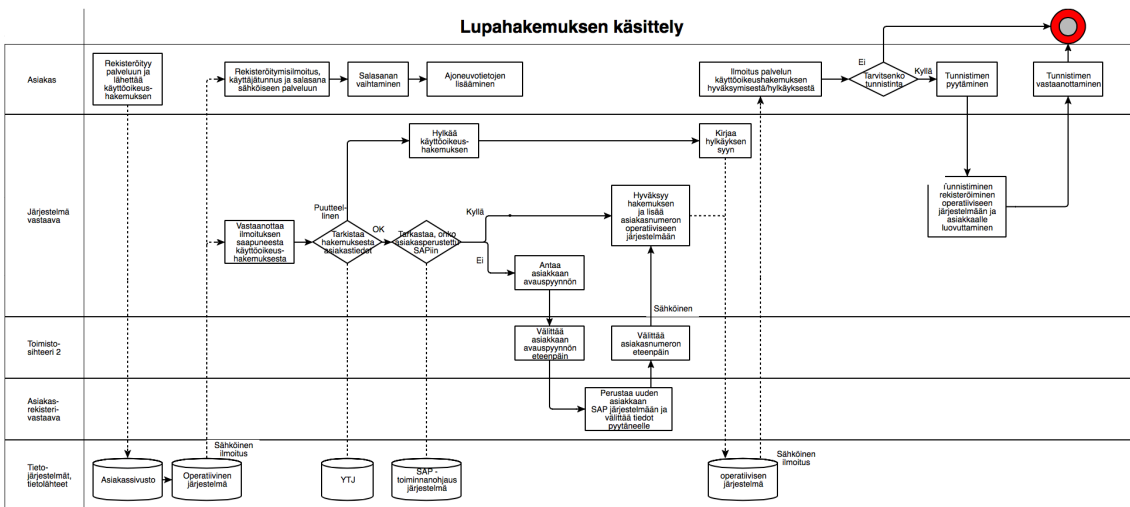 Lupahakemuksen käsittely
Asiakas
Rekisteröityy
palveluun ja
lähettää
käyttöoikeus-
hakemuksen
Rekisteröitymisilmoitus,
käyttäjätunnus ja salasana
sähköiseen palveluun
Salasanan
vaihtaminen
Ajoneuvotietojen
lisääminen
Ilmoitus palvelun
käyttöoikeushakemuksen
hyväksymisestä/hylkäyksestä
Ei
Tarvitsenko
tunnistinta
Kyllä
Tunnistimen
pyytäminen
Tunnistimen
vastaanottaminen
Järjestelmä
vastaava
Hylkää
käyttöoikeus-
hakemuksen
Kirjaa
hylkäyksen
syyn
Puutteel-
linen
Vastaanottaa
ilmoituksen
saapuneesta
käyttöoikeus-
hakemuksesta
Tarkistaa
hakemuksesta
asiakastiedot
OK
Tarkastaa, onko
asiakasperustettu
SAPiin
Kyllä
Ei
Hyväksyy
hakemuksen
ja lisää
asiakasnumeron
operatiiviseen
järjestelmään
Tunnistiminen
rekisteröiminen
operatiiviseen
järjestelmään ja
asiakkaalle
luovuttaminen
Antaa
asiakkaan
avauspyynnön
Sähköinen
Toimisto-
sihteeri 2
Välittää
asiakkaan
avauspyynnön
eteenpäin
Välittää
asiakasnumeron
eteenpäin
Asiakas-
rekisteri-
vastaava
Perustaa uuden
asiakkaan
SAP järjestelmään ja
välittää tiedot
pyytäneelle
Tieto-
järjestelmät,
tietolähteet
Asiakassivusto
Sähköinen
ilmoitus
Operatiivinen
järjestelmä
YTJ
SAP -
toiminnanohjaus
järjestelmä
operatiivisen
järjestelmä
Sähköinen
ilmoitus